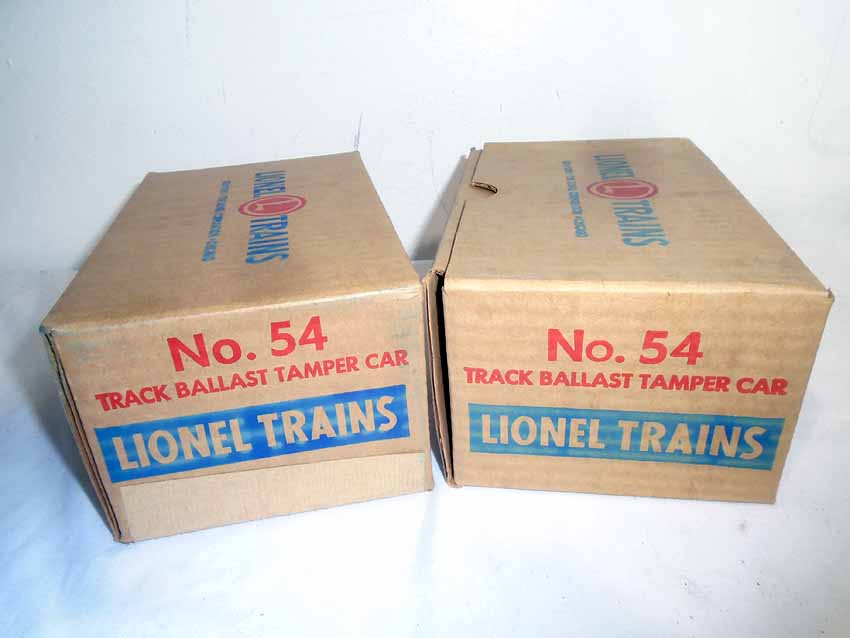 LIONEL L TRAINS
No. 54
TRACK BALLAST TAMPER CAR
LIONEL TRAINS
LIONEL L TRAINS
No. 54
TRACK BALLAST TAMPER CAR
LIONEL TRAINS